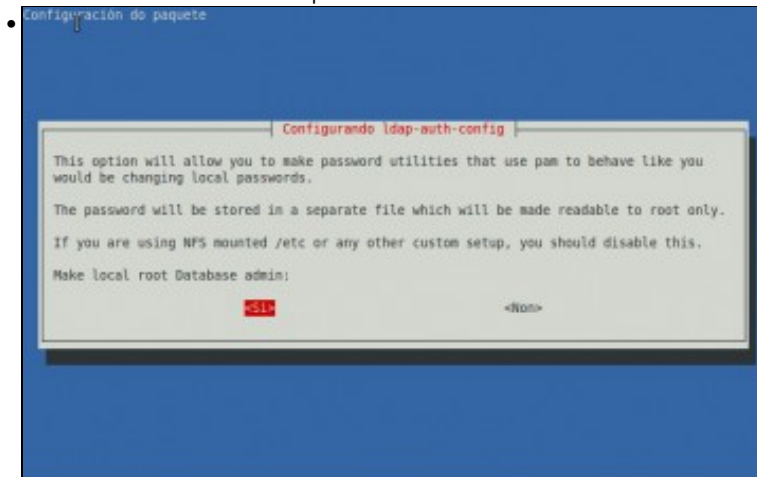 Configuración do paquete
Configurando ldap-auth-config
This option will allow you to make password utilities that use pam to behave like you
would be changing local passwords.
The password will be stored in a separate file which will be made readable to root only.
If you are using NFS mounted /etc or any other custom setup, you should disable this.
Make local root Database admin:
<Si> <Non>